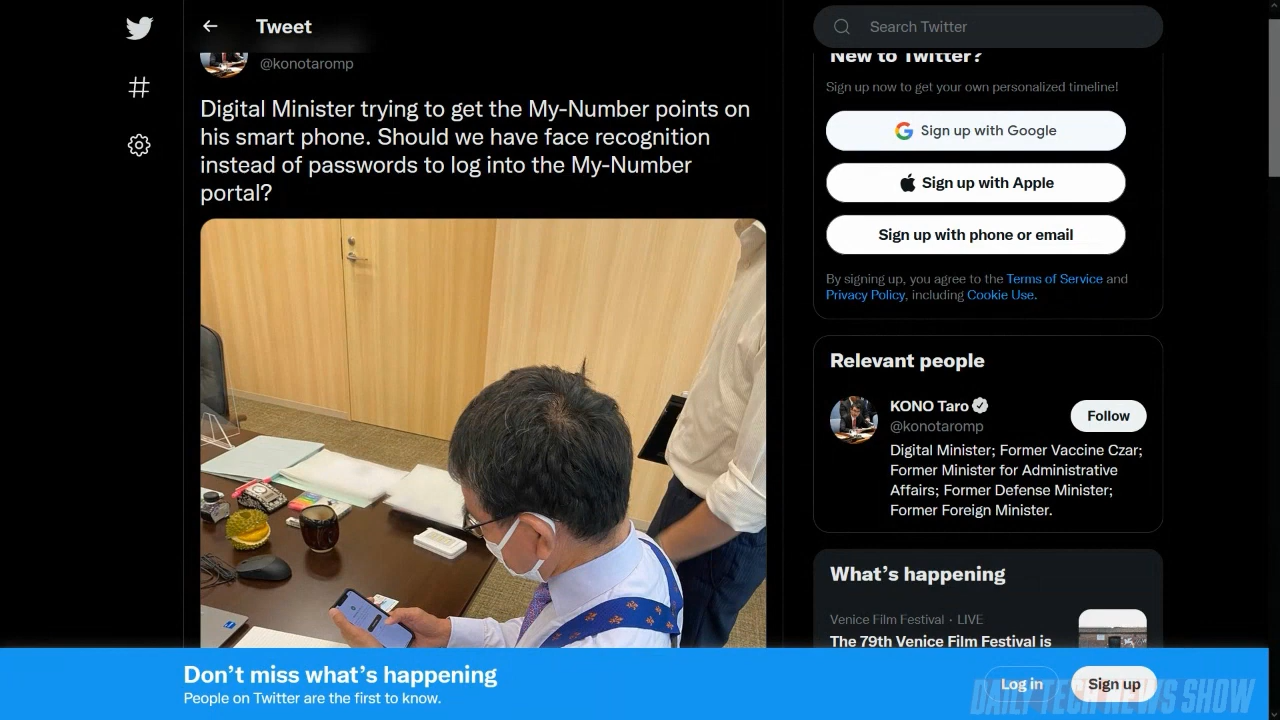 Tweet
@konotaromp
Digital Minister trying to get the My-Number points on
his smart phone. Should we have face recognition
instead of passwords to log into the My-Number
portal?
Search Twitter
New to Twitter?
Sign up now to get your own personalized timeline!
Sign up with Google
Sign up with Apple
Sign up with phone or email
By signing up, you agree to the Terms of Service and
Privacy Policy, including Cookie Use.
Relevant people
KONO Taro
@konotaromp
Follow
Digital Minister; Former Vaccine Czar;
Former Minister for Administrative
Affairs; Former Defense Minister;
Former Foreign Minister.
What's happening
Venice Film Festival · LIVE
The 79th Venice Film Festival is
Don't miss what's happening
People on Twitter are the first to know.
Log in
Sign up
DAILY TECH NEWS SHOW